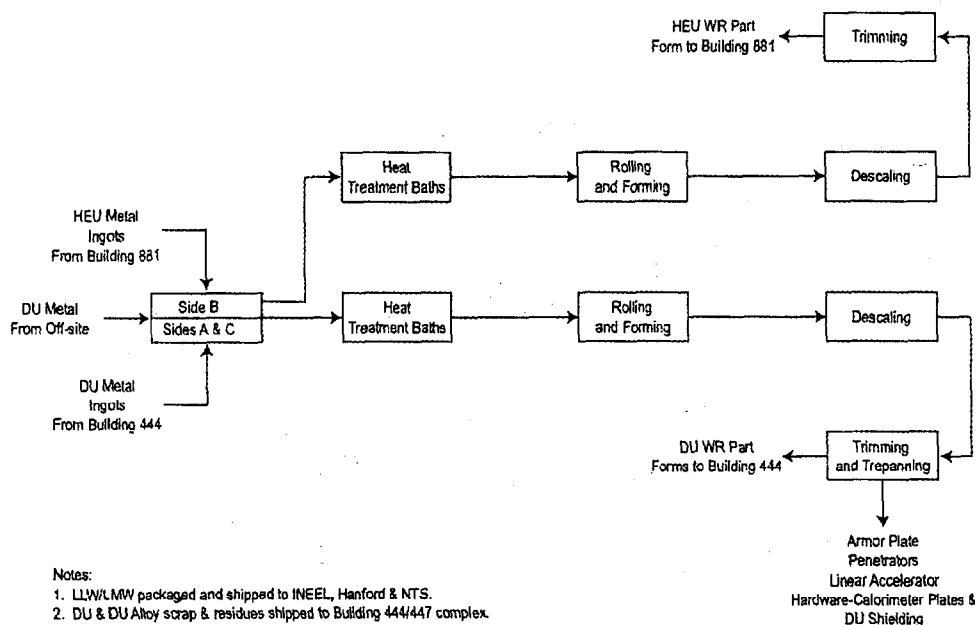 HEU WR Part
Form to Building 881
Trimming
Heat
Treatment Baths
Rolling
and Forming
Descaling
HEU Metal
Ingots
From Building 881
DU Metal
From Off-site
Side B
Sides A & C
Heat
Treatment Baths
Rolling
and Forming
Descaling
DU Metal
Ingots
From Building 444
DU WR Part
Forms to Building 444
Trimming
and Trepanning
Armor Plate
Penetrators
Linear Accelerator
Hardware-Calorimeter Plates &
DU Shielding
Notes:
1. LLW/LMW packaged and shipped to INEEL, Hanford & NTS.
2. DU & DU Alloy scrap & residues shipped to Building 444/447 complex.